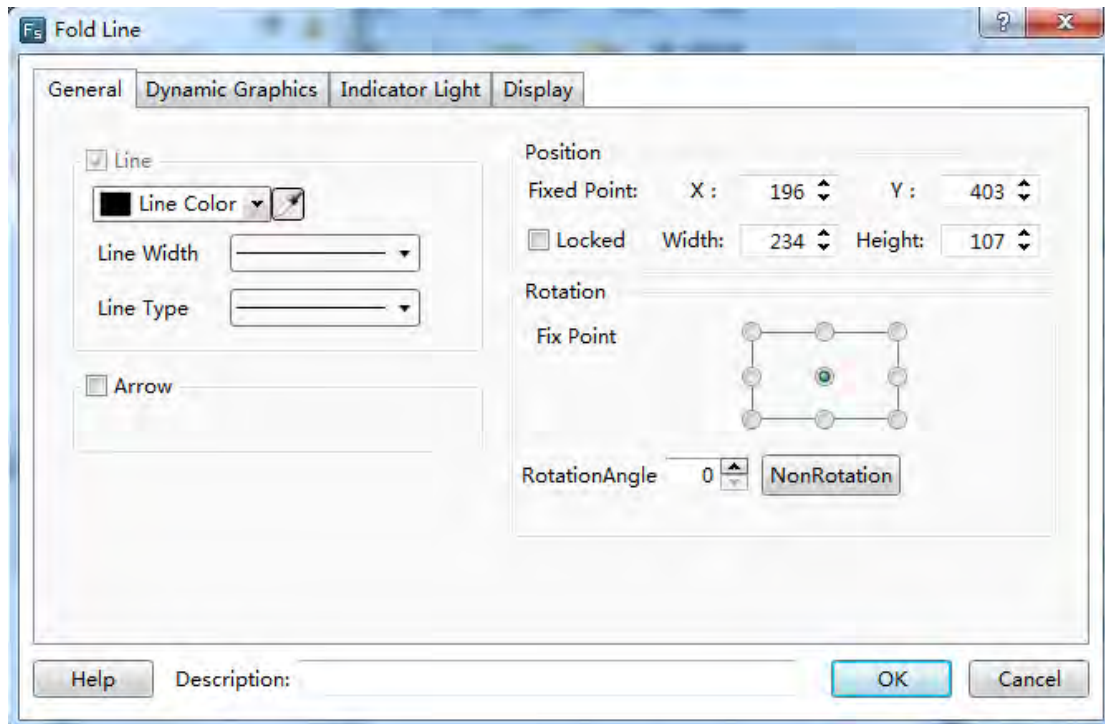 Fs Fold Line ?
General Dynamic Graphics Indicator Light Display
Line
Line Color
Line Width
Line Type
Arrow
Position
Fixed Point: X : 196 Y : 403
Locked Width: 234 Height: 107
Rotation
Fix Point
RotationAngle 0 NonRotation
Help Description: OK Cancel